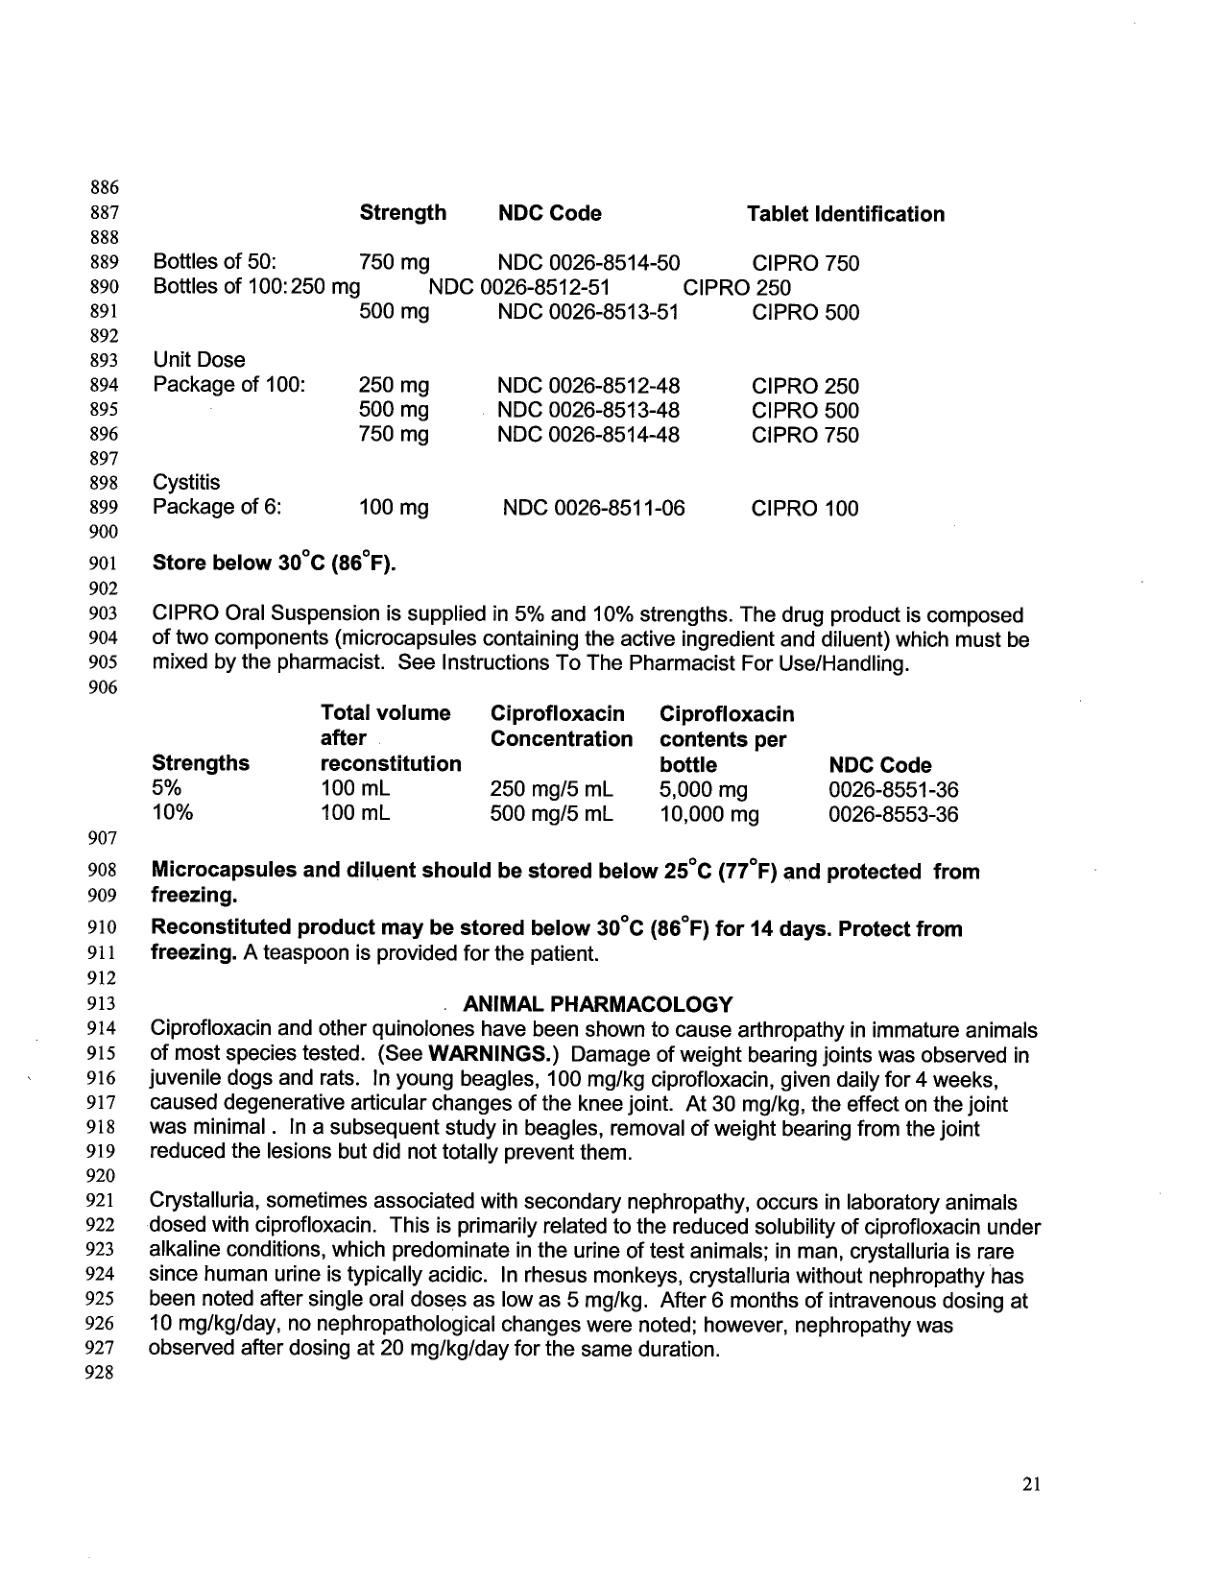 886
887 Strength NDC Code Tablet Identification
888
889 Bottles of 50: 750 mg NDC 0026-8514-50 CIPRO 750
890 Bottles of 100: 250 mg NDC 0026-8512-51 CIPRO 250
891 500 mg NDC 0026-8513-51 CIPRO 500
892
893 Unit Dose
894 Package of 100: 250 mg NDC 0026-8512-48 CIPRO 250
895 500 mg NDC 0026-8513-48 CIPRO 500
896 750 mg NDC 0026-8514-48 CIPRO 750
897
898 Cystitis
899 Package of 6: 100 mg NDC 0026-8511-06 CIPRO 100
900
901 Store below 30°C (86°F).
902
903 CIPRO Oral Suspension is supplied in 5% and 10% strengths. The drug product is composed
904 of two components (microcapsules containing the active ingredient and diluent) which must be
905 mixed by the pharmacist. See Instructions To The Pharmacist For Use/Handling.
906
Total volume Ciprofloxacin Ciprofloxacin
after Concentration contents per
Strengths reconstitution bottle NDC Code
5% 100 mL 250 mg/5 mL 5,000 mg 0026-8551-36
10% 100 mL 500 mg/5 mL 10,000 mg 0026-8553-36
907
908 Microcapsules and diluent should be stored below 25°C (77°F) and protected from
909 freezing.
910 Reconstituted product may be stored below 30°C (86°F) for 14 days. Protect from
911 freezing. A teaspoon is provided for the patient.
912
913 ANIMAL PHARMACOLOGY
914 Ciprofloxacin and other quinolones have been shown to cause arthropathy in immature animals
915 of most species tested. (See WARNINGS.) Damage of weight bearing joints was observed in
916 juvenile dogs and rats. In young beagles, 100 mg/kg ciprofloxacin, given daily for 4 weeks,
917 caused degenerative articular changes of the knee joint. At 30 mg/kg, the effect on the joint
918 was minimal . In a subsequent study in beagles, removal of weight bearing from the joint
919 reduced the lesions but did not totally prevent them.
920
921 Crystalluria, sometimes associated with secondary nephropathy, occurs in laboratory animals
922 dosed with ciprofloxacin. This is primarily related to the reduced solubility of ciprofloxacin under
923 alkaline conditions, which predominate in the urine of test animals; in man, crystalluria is rare
924 since human urine is typically acidic. In rhesus monkeys, crystalluria without nephropathy has
925 been noted after single oral doses as low as 5 mg/kg. After 6 months of intravenous dosing at
926 10 mg/kg/day, no nephropathological changes were noted; however, nephropathy was
927 observed after dosing at 20 mg/kg/day for the same duration.
928
21